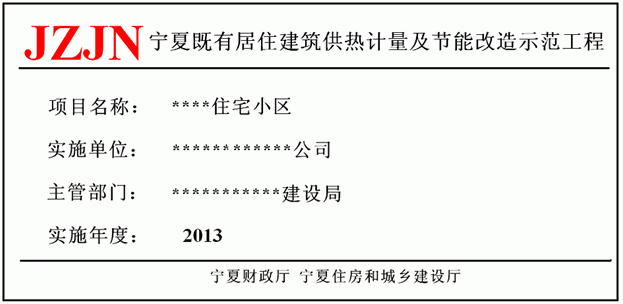 JZJN 宁夏既有居住建筑供热计量及节能改造示范工程
项目名称： ****住宅小区
实施单位： ************公司
主管部门： ***********建设局
实施年度： 2013
宁夏财政厅 宁夏住房和城乡建设厅